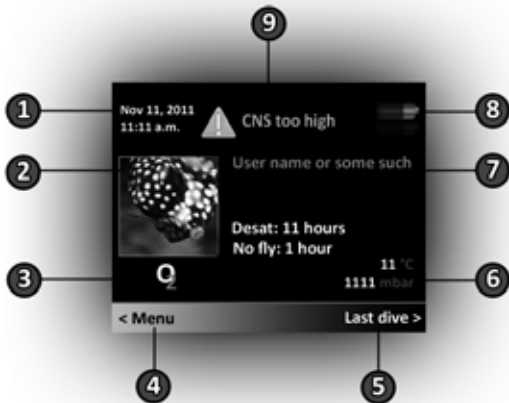 9
1
Nov 11, 2011
11:11 a.m.
CNS too high
8
2
User name or some such
7
Desat: 11 hours
No fly: 1 hour
3
O2
11 °C
1111 mbar
6
< Menu
Last dive >
4
5